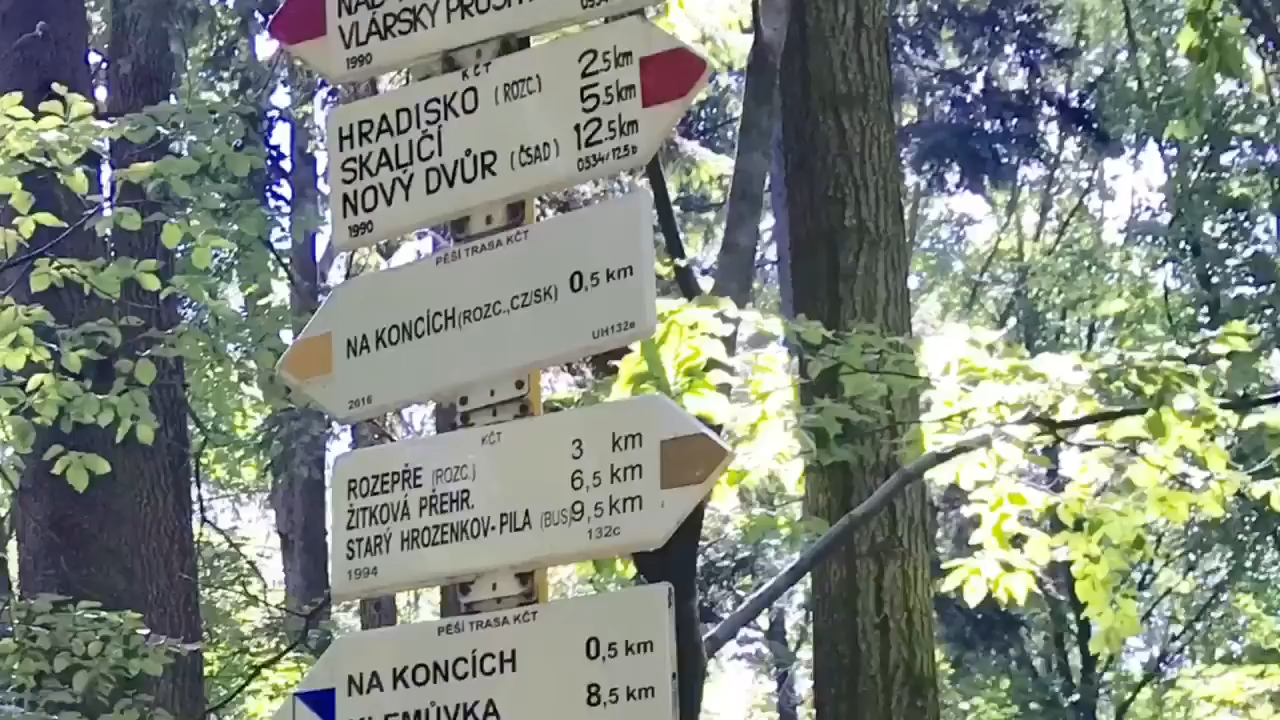 NAD
VLÁRSKÝ
1990
KČT
HRADISKO (ROZC.) 2.5 km
SKALIČÍ 5.5 km
NOVÝ DVŮR (ČSAD) 12.5 km
0534/12.5b
1990
PĚŠÍ TRASA KČT
NA KONCÍCH (ROZC.,CZ/SK) 0,5 km
UH132e
2016
KČT
ROZEPŘE (ROZC.) 3 km
ŽITKOVÁ PŘEHR. 6,5 km
STARÝ HROZENKOV-PILA (BUS) 9,5 km
132c
1994
PĚŠÍ TRASA KČT
NA KONCÍCH 0,5 km
8,5 km